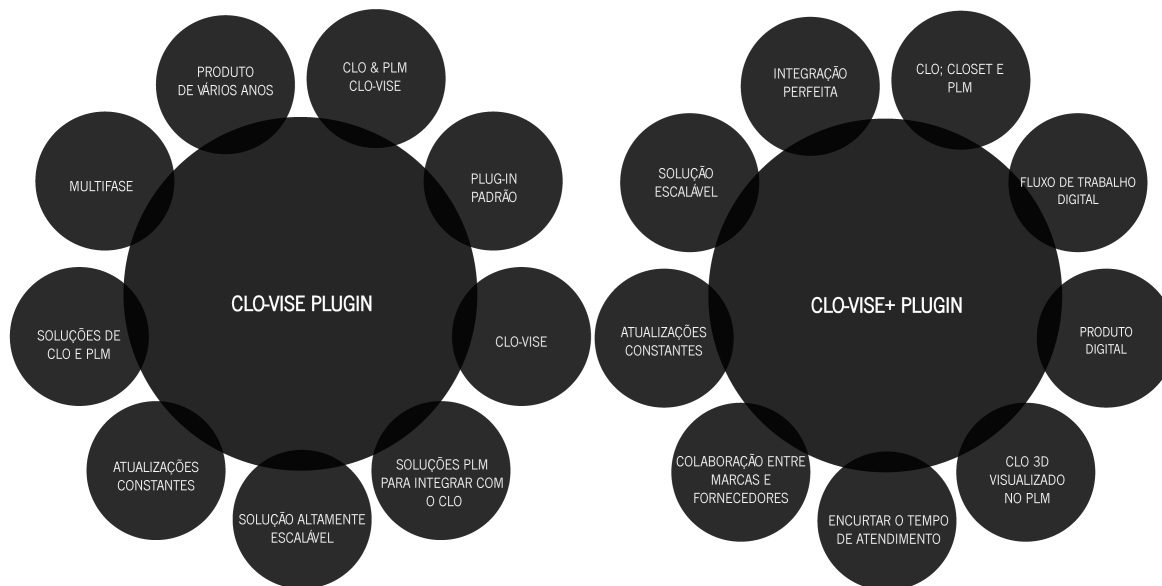 CLO & PLM
CLO-VISE
PLUG-IN
PADRÃO
CLO-VISE
SOLUÇÕES PLM
PARA INTEGRAR COM
O CLO
SOLUÇÃO ALTAMENTE
ESCALÁVEL
ATUALIZAÇÕES
CONSTANTES
SOLUÇÕES DE
CLO E PLM
MULTIFASE
PRODUTO
DE VÁRIOS ANOS
CLO-VISE PLUGIN
CLO; CLOSET E
PLM
FLUXO DE TRABALHO
DIGITAL
PRODUTO
DIGITAL
CLO 3D
VISUALIZADO
NO PLM
ENCURTAR O TEMPO
DE ATENDIMENTO
COLABORAÇÃO ENTRE
MARCAS E
FORNECEDORES
ATUALIZAÇÕES
CONSTANTES
SOLUÇÃO
ESCALÁVEL
INTEGRAÇÃO
PERFEITA
CLO-VISE+ PLUGIN